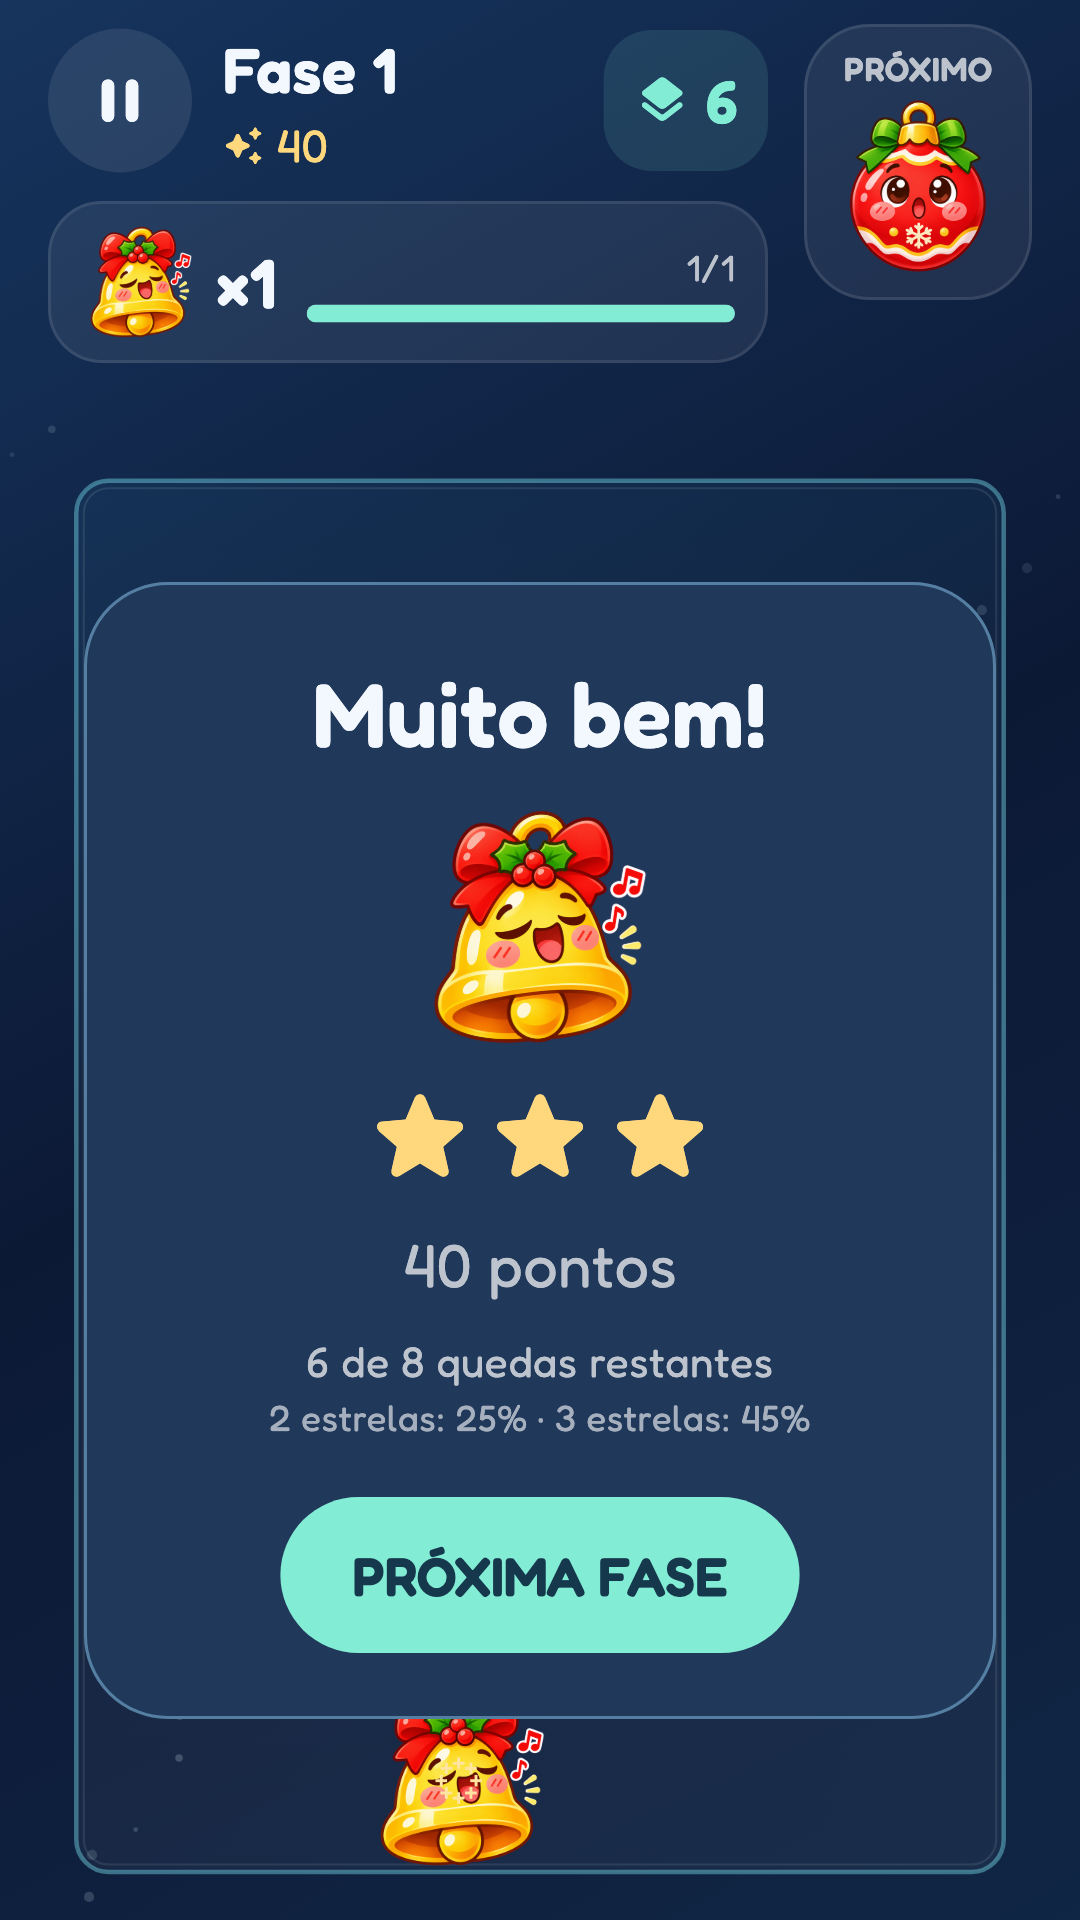 Fase 1
40
6
PRÓXIMO
x1
1/1
Muito bem!
40 pontos
6 de 8 quedas restantes
2 estrelas: 25% · 3 estrelas: 45%
PRÓXIMA FASE